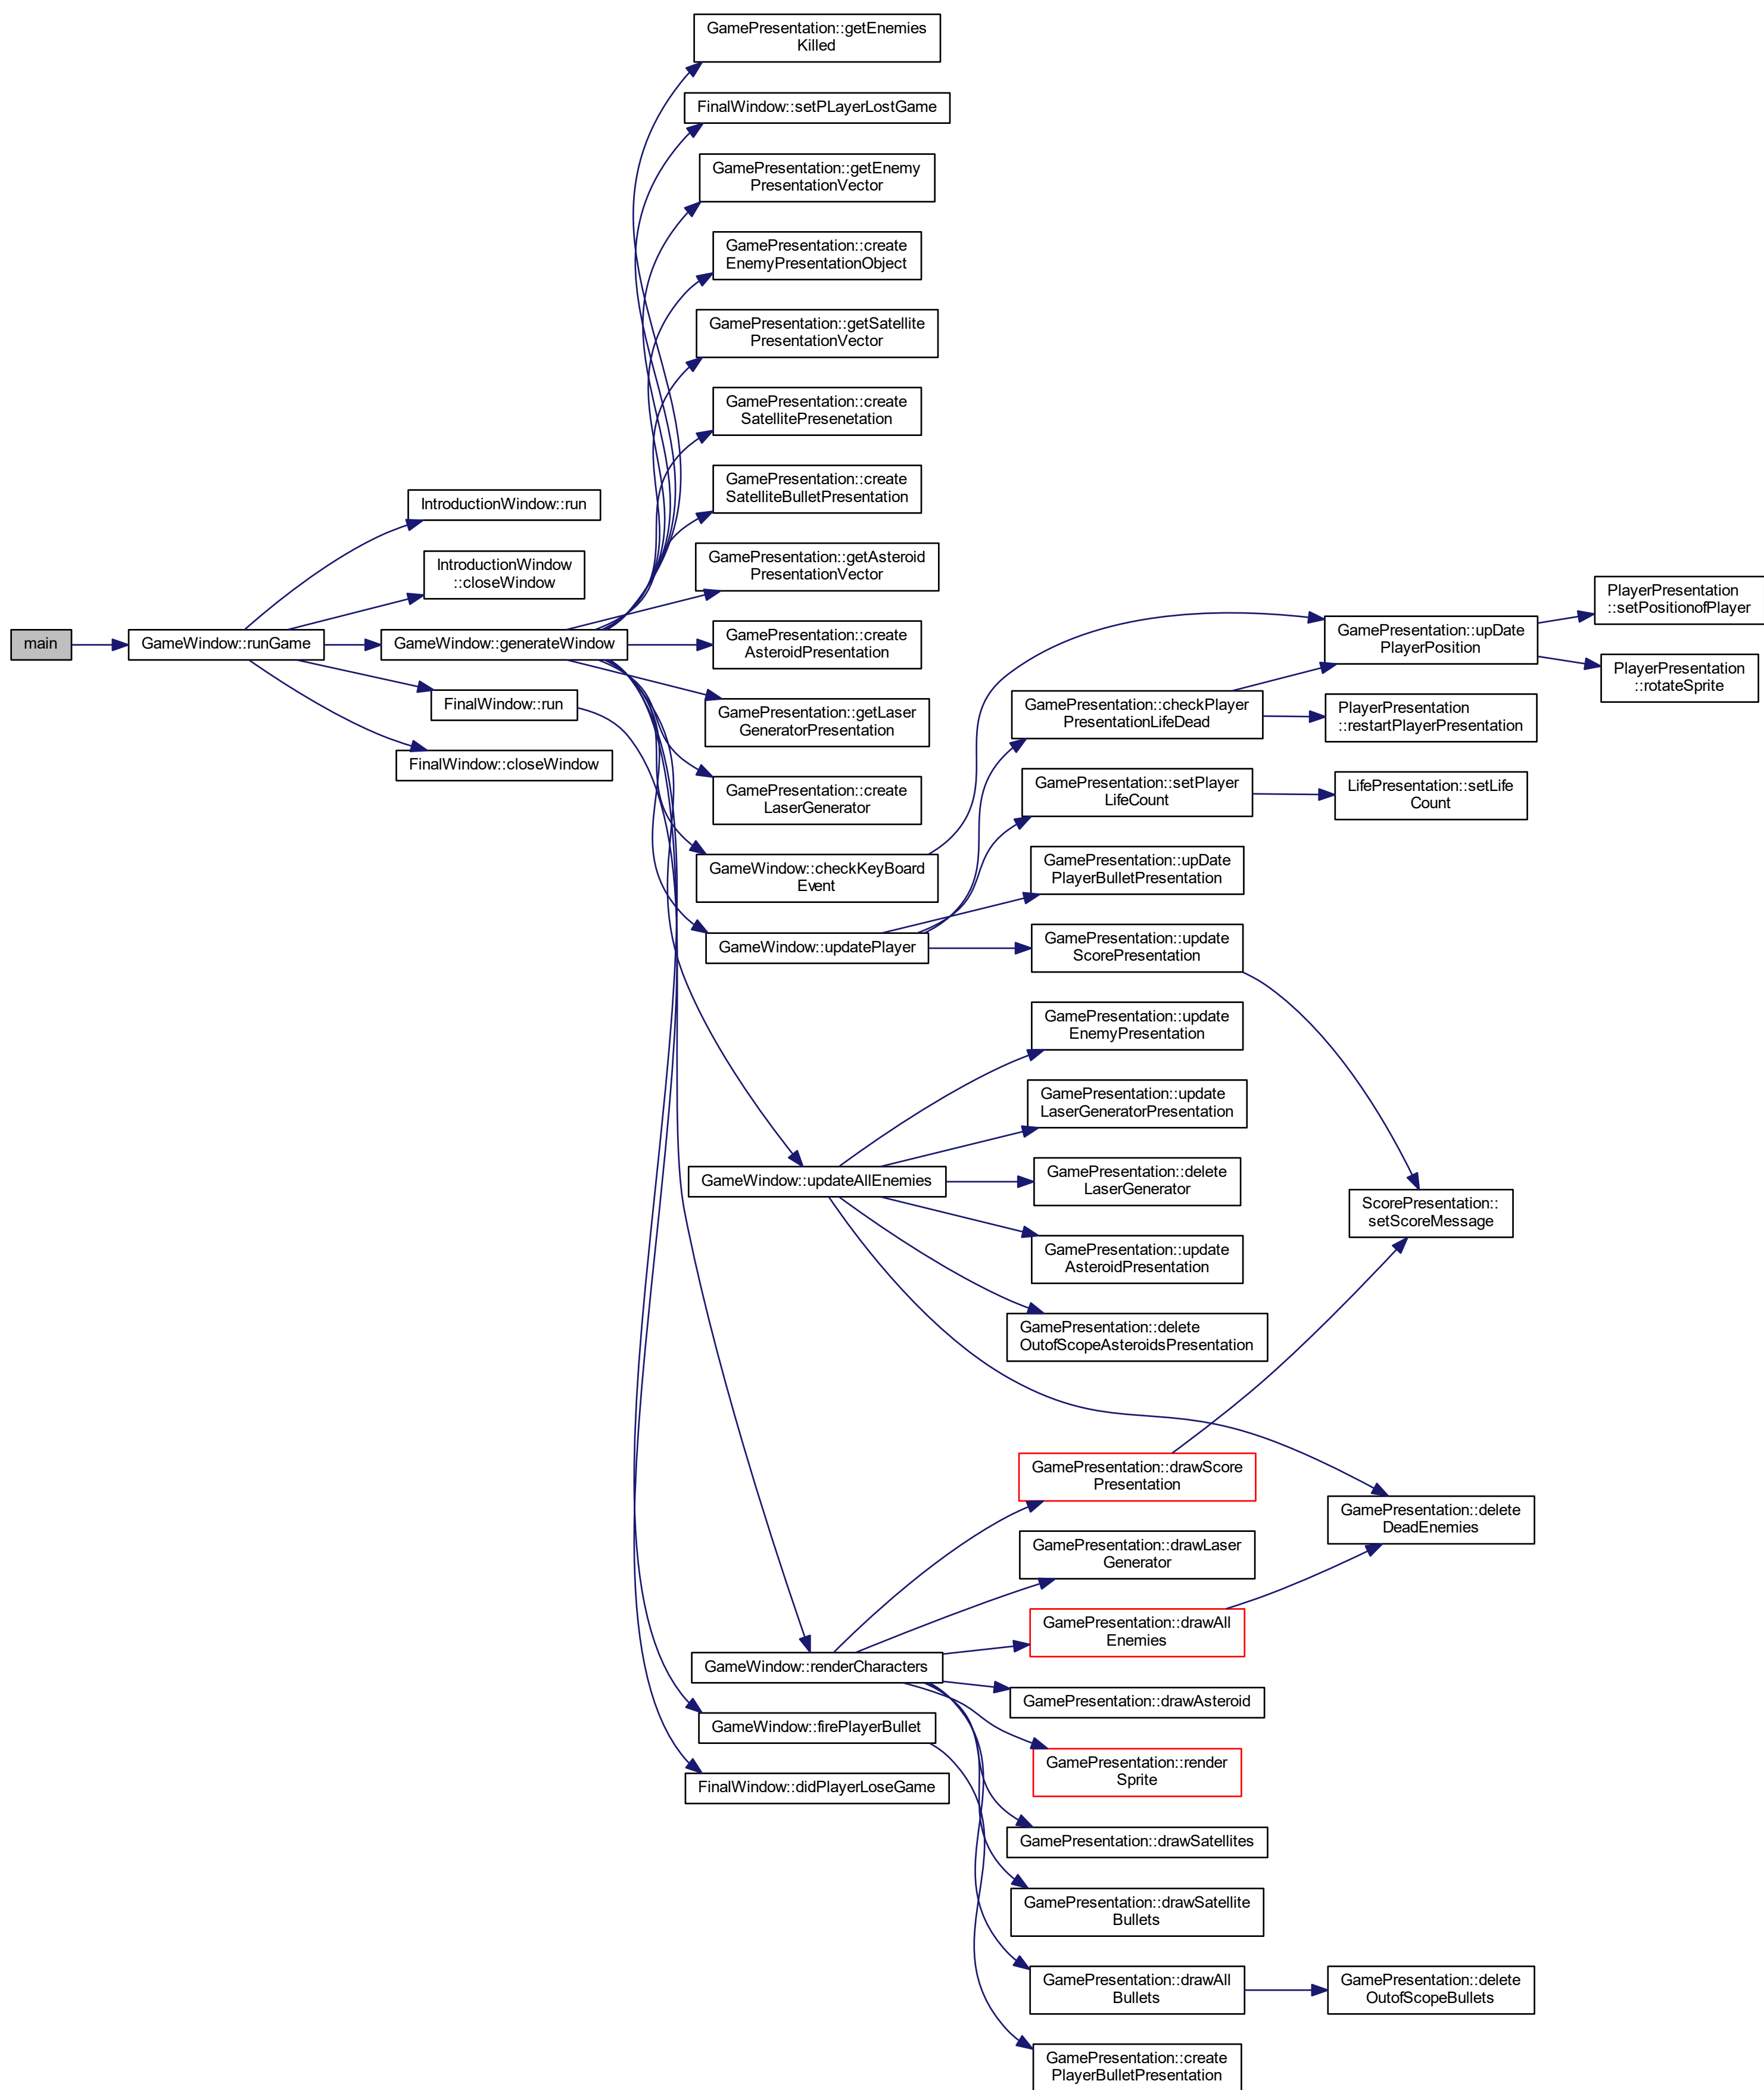 main
GameWindow::runGame
IntroductionWindow::run
IntroductionWindow
::closeWindow
GameWindow::generateWindow
FinalWindow::run
FinalWindow::closeWindow
GamePresentation::getEnemies
Killed
FinalWindow::setPLayerLostGame
GamePresentation::getEnemy
PresentationVector
GamePresentation::create
EnemyPresentationObject
GamePresentation::getSatellite
PresentationVector
GamePresentation::create
SatellitePresenetation
GamePresentation::create
SatelliteBulletPresentation
GamePresentation::getAsteroid
PresentationVector
GamePresentation::create
AsteroidPresentation
GamePresentation::getLaser
GeneratorPresentation
GamePresentation::create
LaserGenerator
GameWindow::checkKeyBoard
Event
GameWindow::updatePlayer
GameWindow::updateAllEnemies
GameWindow::renderCharacters
GameWindow::firePlayerBullet
FinalWindow::didPlayerLoseGame
GamePresentation::checkPlayer
PresentationLifeDead
GamePresentation::setPlayer
LifeCount
GamePresentation::upDate
PlayerBulletPresentation
GamePresentation::update
ScorePresentation
GamePresentation::update
EnemyPresentation
GamePresentation::update
LaserGeneratorPresentation
GamePresentation::delete
LaserGenerator
GamePresentation::update
AsteroidPresentation
GamePresentation::delete
OutofScopeAsteroidsPresentation
GamePresentation::drawScore
Presentation
GamePresentation::drawLaser
Generator
GamePresentation::drawAll
Enemies
GamePresentation::drawAsteroid
GamePresentation::render
Sprite
GamePresentation::drawSatellites
GamePresentation::drawSatellite
Bullets
GamePresentation::drawAll
Bullets
GamePresentation::create
PlayerBulletPresentation
GamePresentation::upDate
PlayerPosition
PlayerPresentation
::restartPlayerPresentation
LifePresentation::setLife
Count
ScorePresentation::
setScoreMessage
GamePresentation::delete
DeadEnemies
GamePresentation::delete
OutofScopeBullets
PlayerPresentation
::setPositionofPlayer
PlayerPresentation
::rotateSprite